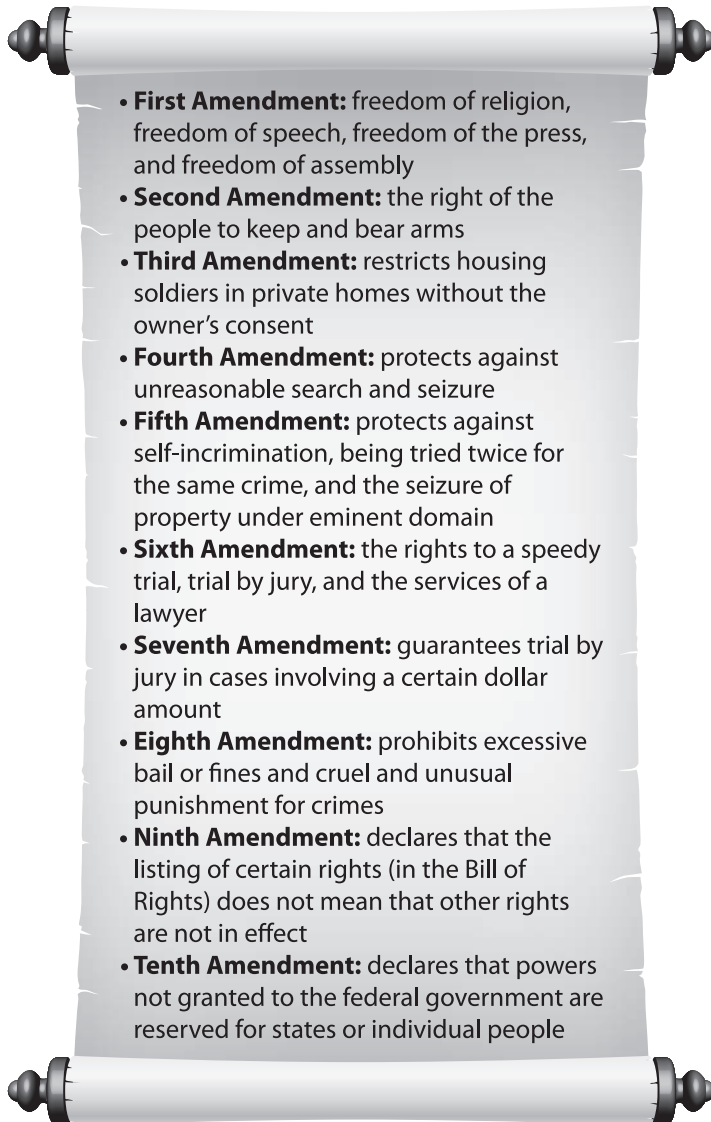 • First Amendment: freedom of religion,
freedom of speech, freedom of the press,
and freedom of assembly
• Second Amendment: the right of the
people to keep and bear arms
• Third Amendment: restricts housing
soldiers in private homes without the
owner's consent
• Fourth Amendment: protects against
unreasonable search and seizure
• Fifth Amendment: protects against
self-incrimination, being tried twice for
the same crime, and the seizure of
property under eminent domain
• Sixth Amendment: the rights to a speedy
trial, trial by jury, and the services of a
lawyer
• Seventh Amendment: guarantees trial by
jury in cases involving a certain dollar
amount
• Eighth Amendment: prohibits excessive
bail or fines and cruel and unusual
punishment for crimes
• Ninth Amendment: declares that the
listing of certain rights (in the Bill of
Rights) does not mean that other rights
are not in effect
• Tenth Amendment: declares that powers
not granted to the federal government are
reserved for states or individual people